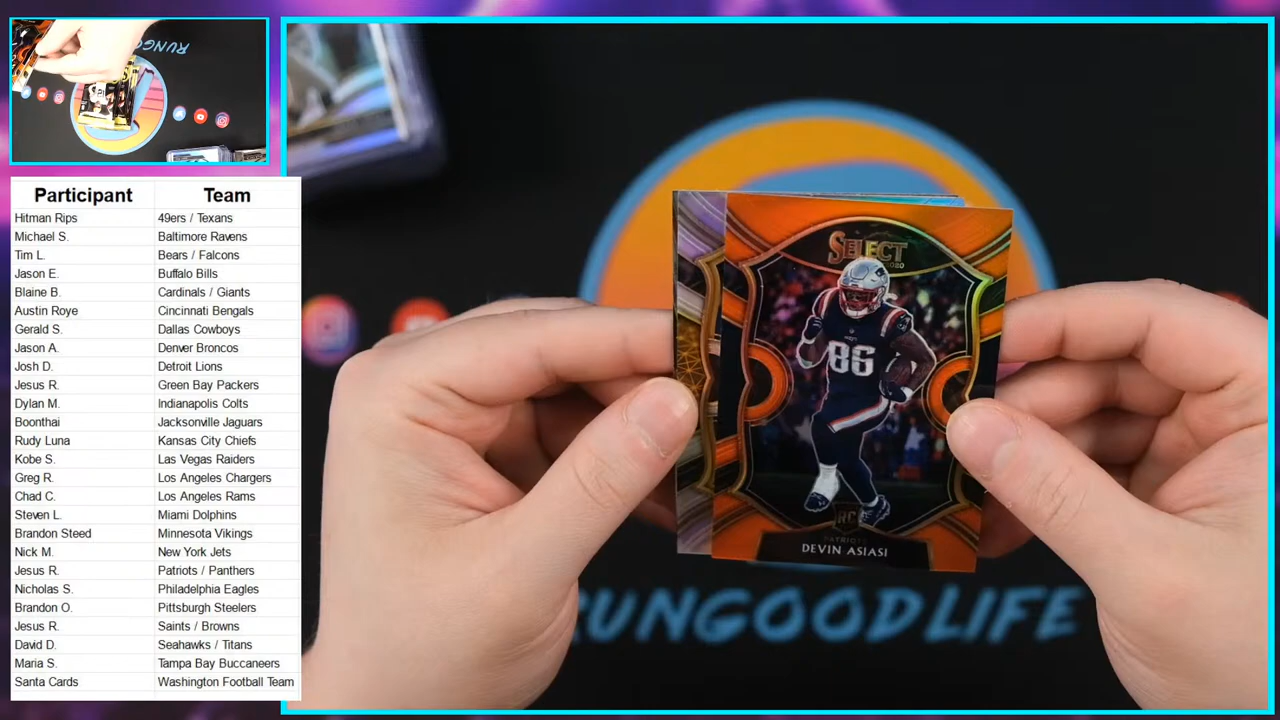 RUNGOOD
Participant Team
Hitman Rips 49ers / Texans
Michael S. Baltimore Ravens
Tim L. Bears / Falcons
Jason E. Buffalo Bills
Blaine B. Cardinals / Giants
Austin Roye Cincinnati Bengals
Gerald S. Dallas Cowboys
Jason A. Denver Broncos
Josh D. Detroit Lions
Jesus R. Green Bay Packers
Dylan M. Indianapolis Colts
Boonthai Jacksonville Jaguars
Rudy Luna Kansas City Chiefs
Kobe S. Las Vegas Raiders
Greg R. Los Angeles Chargers
Chad C. Los Angeles Rams
Steven L. Miami Dolphins
Brandon Steed Minnesota Vikings
Nick M. New York Jets
Jesus R. Patriots / Panthers
Nicholas S. Philadelphia Eagles
Brandon O. Pittsburgh Steelers
Jesus R. Saints / Browns
David D. Seahawks / Titans
Maria S. Tampa Bay Buccaneers
Santa Cards Washington Football Team
SELECT
2020
86
RC
PATRIOTS
DEVIN ASIASI
RUNGOODLIFE